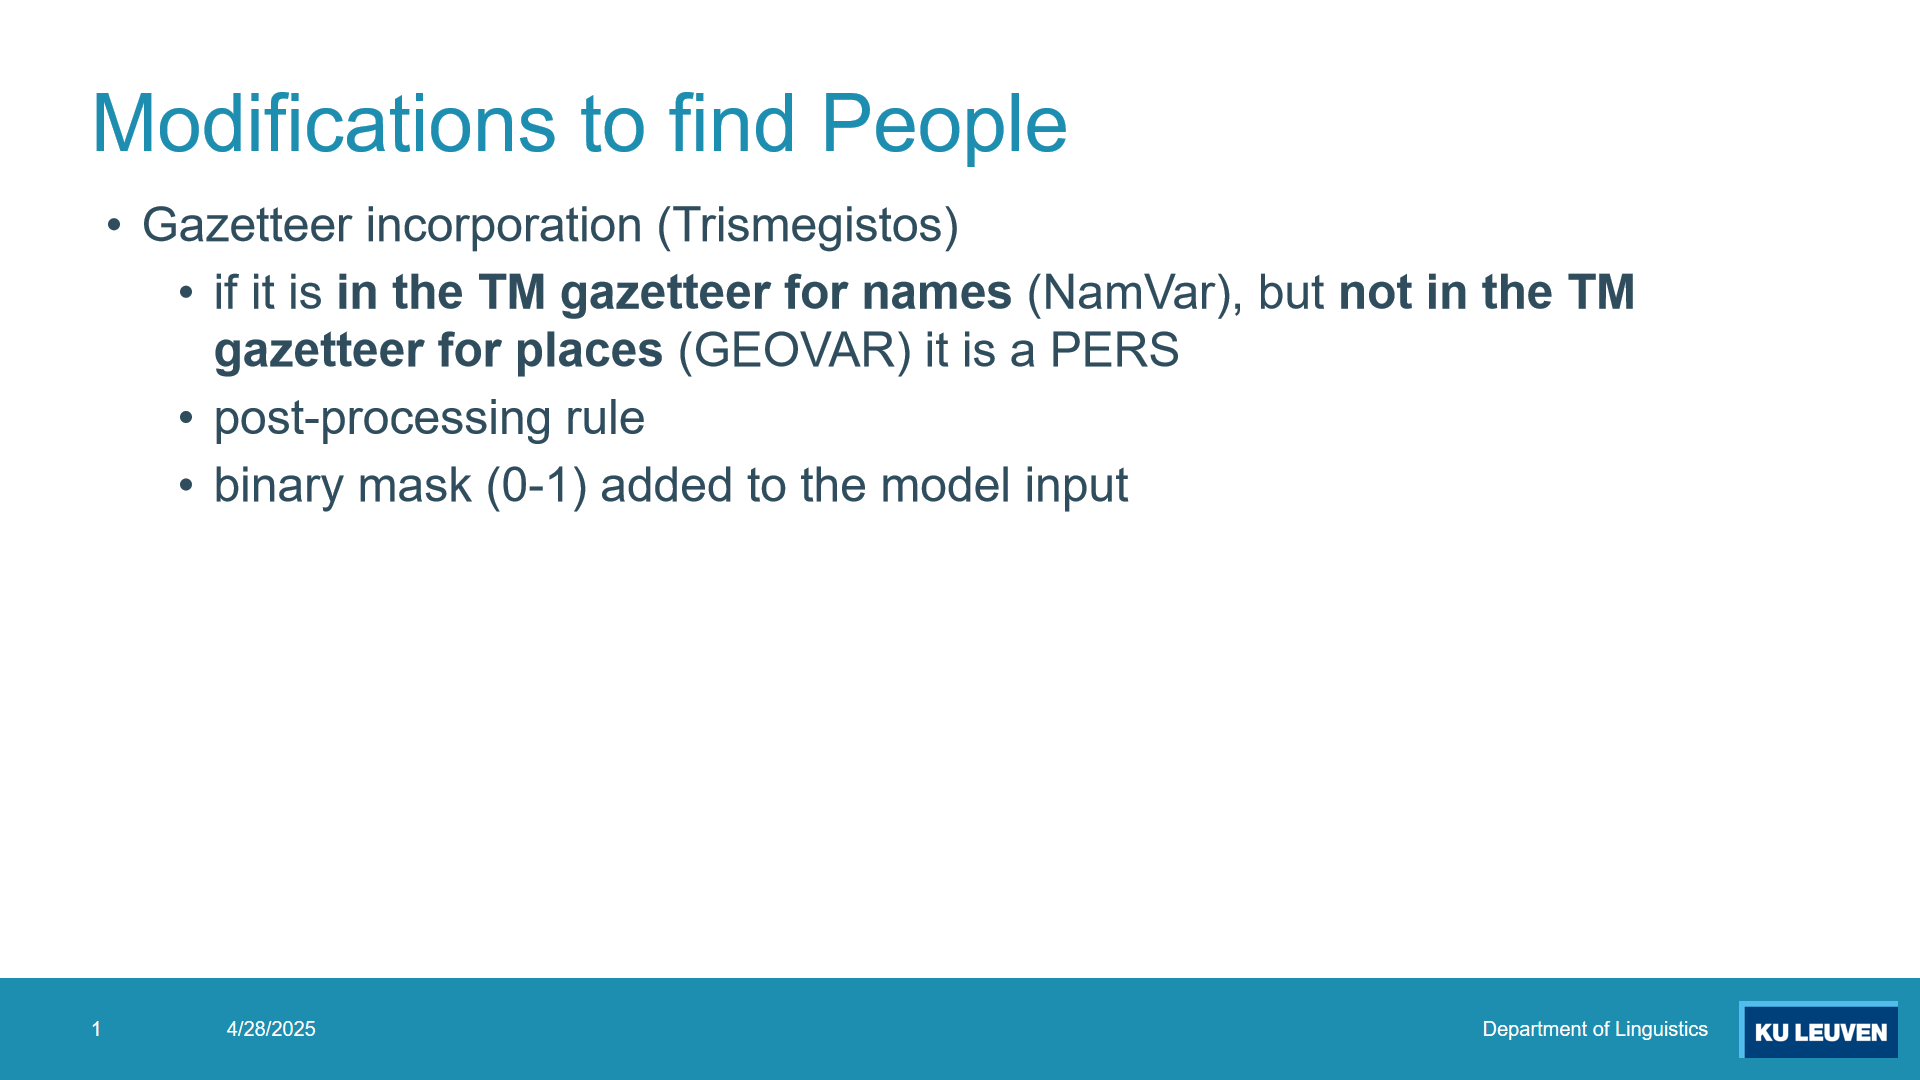 Modifications to find People
• Gazetteer incorporation (Trismegistos)
• if it is in the TM gazetteer for names (NamVar), but not in the TM
gazetteer for places (GEOVAR) it is a PERS
• post-processing rule
• binary mask (0-1) added to the model input
1
4/28/2025
Department of Linguistics
KU LEUVEN